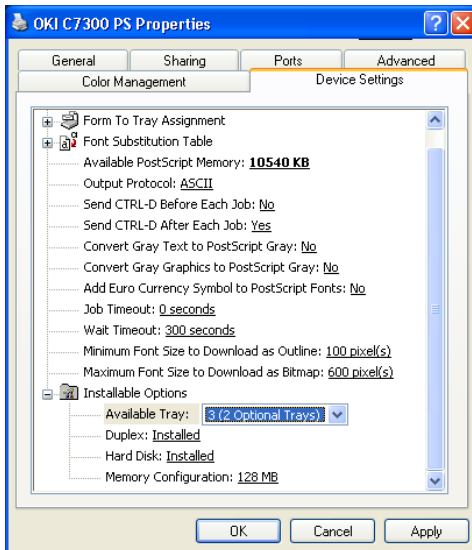 OKI C7300 PS Properties
General Sharing Ports Advanced
Color Management Device Settings
Form To Tray Assignment
Font Substitution Table
Available PostScript Memory: 10540 KB
Output Protocol: ASCII
Send CTRL-D Before Each Job: No
Send CTRL-D After Each Job: Yes
Convert Gray Text to PostScript Gray: No
Convert Gray Graphics to PostScript Gray: No
Add Euro Currency Symbol to PostScript Fonts: No
Job Timeout: 0 seconds
Wait Timeout: 300 seconds
Minimum Font Size to Download as Outline: 100 pixel(s)
Maximum Font Size to Download as Bitmap: 600 pixel(s)
Installable Options
Available Tray: 3 (2 Optional Trays)
Duplex: Installed
Hard Disk: Installed
Memory Configuration: 128 MB
OK Cancel Apply